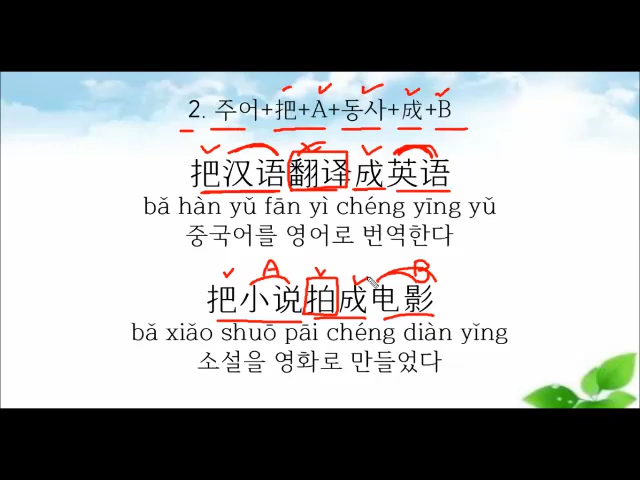 2. 주어+把+A+동사+成+B
把汉语翻译成英语
bǎ hàn yǔ fān yì chéng yīng yǔ
중국어를 영어로 번역한다
A B
把小说拍成电影
bǎ xiǎo shuō pāi chéng diàn yǐng
소설을 영화로 만들었다